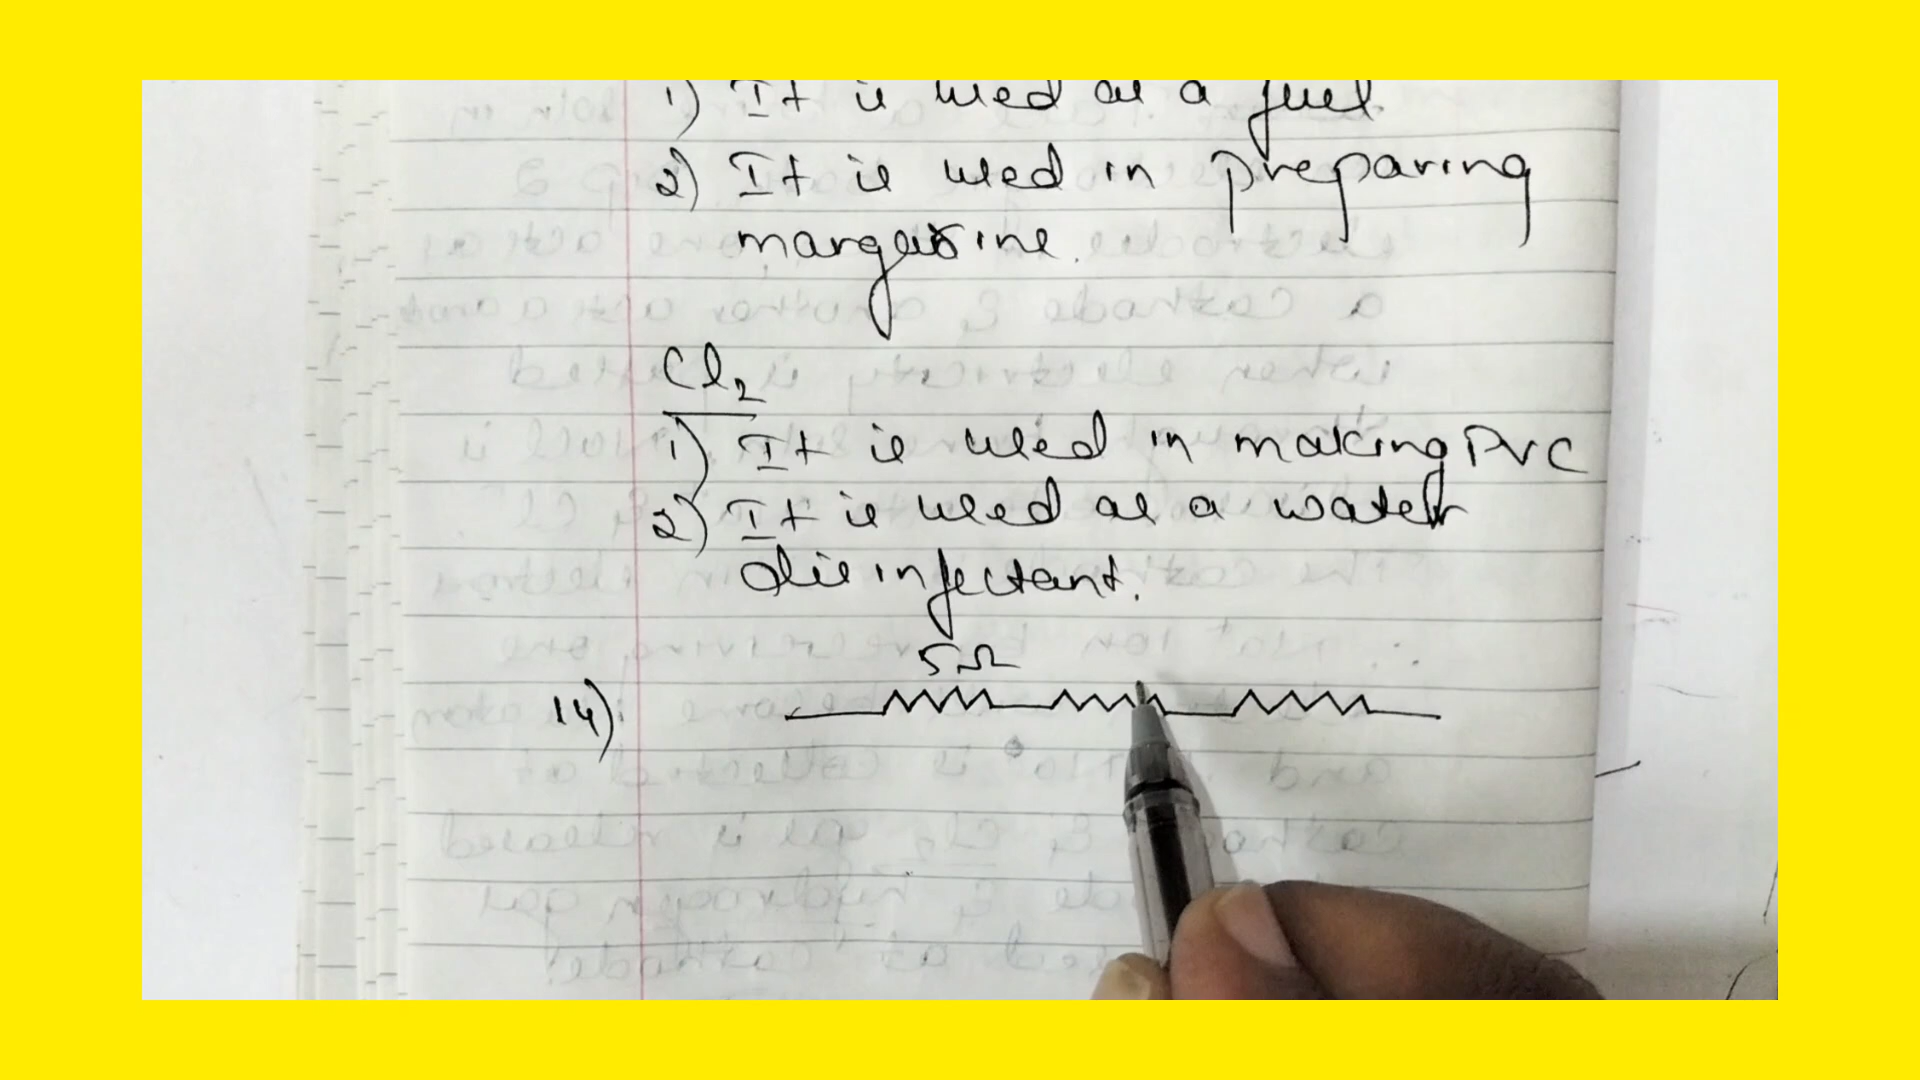 1) It is used as a fuel
2) It is used in preparing
margarine.
Cl2
1) It is used in making PVC
2) It is used as a water
disinfectant.
5Ω
14)